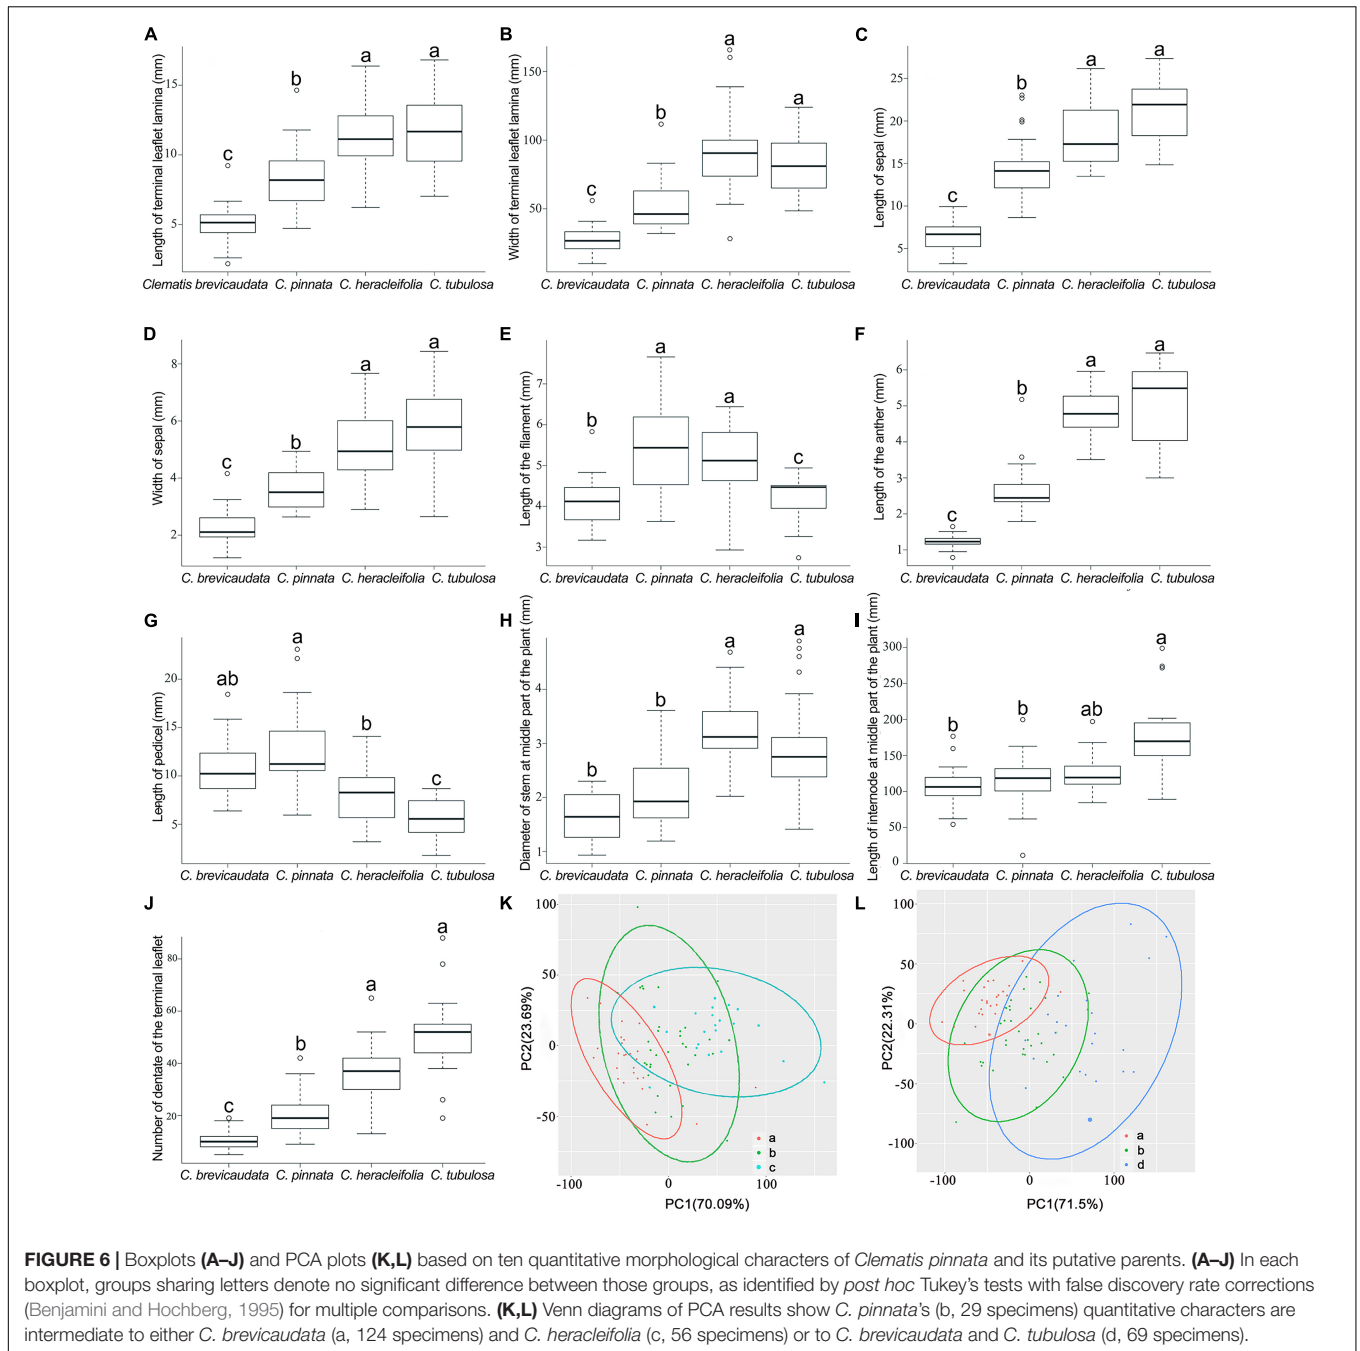 A
B
C
Length of terminal leaflet lamina (mm)
15
10
5
c
b
a
a
Clematis brevicaudata C. pinnata C. heracleifolia C. tubulosa
Width of terminal leaflet lamina (mm)
150
100
50
c
b
a
a
C. brevicaudata C. pinnata C. heracleifolia C. tubulosa
Length of sepal (mm)
25
20
15
10
5
c
b
a
a
C. brevicaudata C. pinnata C. heracleifolia C. tubulosa
D
E
F
Width of sepal (mm)
8
6
4
2
c
b
a
a
C. brevicaudata C. pinnata C. heracleifolia C. tubulosa
Length of the filament (mm)
7
6
5
4
3
b
a
a
c
C. brevicaudata C. pinnata C. heracleifolia C. tubulosa
Length of the anther (mm)
6
5
4
3
2
1
c
b
a
a
C. brevicaudata C. pinnata C. heracleifolia C. tubulosa
G
H
I
Length of pedicel (mm)
20
15
10
5
ab
a
b
c
C. brevicaudata C. pinnata C. heracleifolia C. tubulosa
Diameter of stem at middle part of the plant (mm)
4
3
2
1
b
b
a
a
C. brevicaudata C. pinnata C. heracleifolia C. tubulosa
Length of internode at middle part of the plant (mm)
300
250
200
150
100
50
0
b
b
ab
a
C. brevicaudata C. pinnata C. heracleifolia C. tubulosa
J
K
L
Number of dentate of the terminal leaflet
80
60
40
20
c
b
a
a
C. brevicaudata C. pinnata C. heracleifolia C. tubulosa
PC2(23.69%)
100
50
0
-50
-100 0 100
PC1(70.09%)
a
b
c
PC2(22.31%)
100
50
0
-50
-100
-100 0 100
PC1(71.5%)
a
b
d
FIGURE 6 | Boxplots (A–J) and PCA plots (K,L) based on ten quantitative morphological characters of Clematis pinnata and its putative parents. (A–J) In each
boxplot, groups sharing letters denote no significant difference between those groups, as identified by post hoc Tukey's tests with false discovery rate corrections
(Benjamini and Hochberg, 1995) for multiple comparisons. (K,L) Venn diagrams of PCA results show C. pinnata's (b, 29 specimens) quantitative characters are
intermediate to either C. brevicaudata (a, 124 specimens) and C. heracleifolia (c, 56 specimens) or to C. brevicaudata and C. tubulosa (d, 69 specimens).